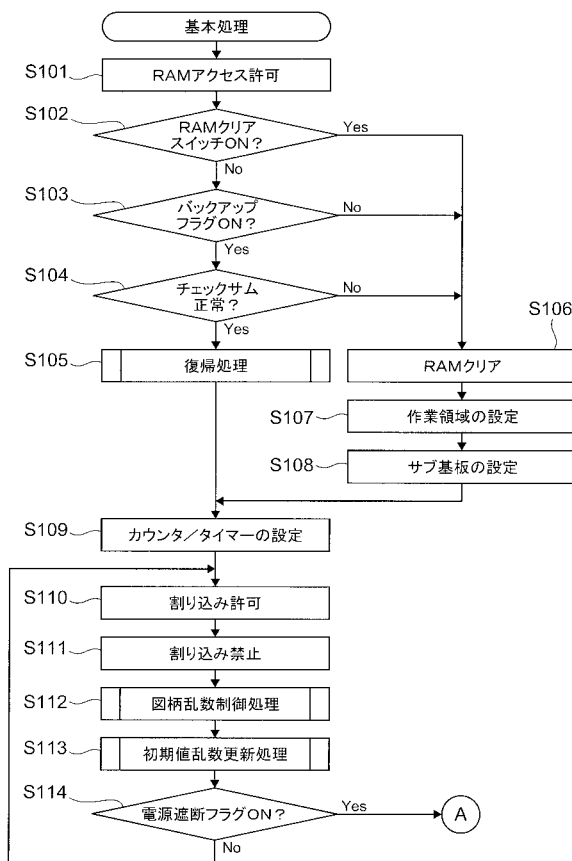 基本処理
S101
RAMアクセス許可
S102
RAMクリア
スイッチON？
Yes
No
S103
バックアップ
フラグON？
No
Yes
S104
チェックサム
正常？
No
Yes
S105
復帰処理
S106
RAMクリア
S107
作業領域の設定
S108
サブ基板の設定
S109
カウンタ／タイマーの設定
S110
割り込み許可
S111
割り込み禁止
S112
図柄乱数制御処理
S113
初期値乱数更新処理
S114
電源遮断フラグON？
Yes
A
No